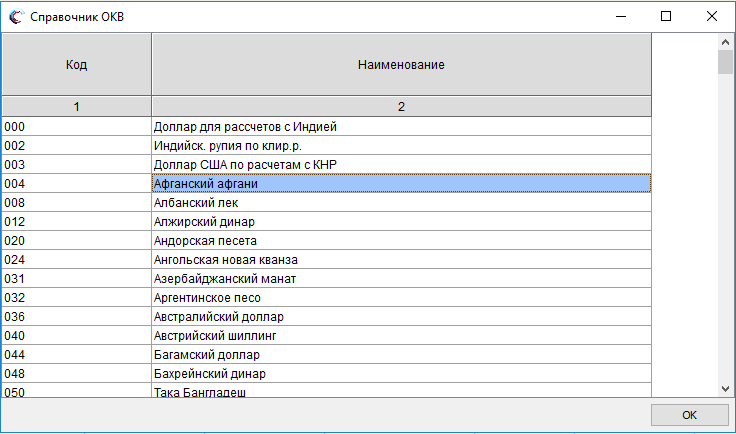 Справочник ОКВ
Код Наименование
1 2
000 Доллар для рассчетов с Индией
002 Индийск. рупия по клир.р.
003 Доллар США по расчетам с КНР
004 Афганский афгани
008 Албанский лек
012 Алжирский динар
020 Андорская песета
024 Ангольская новая кванза
031 Азербайджанский манат
032 Аргентинское песо
036 Австралийский доллар
040 Австрийский шиллинг
044 Багамский доллар
048 Бахрейнский динар
050 Така Бангладеш
OK